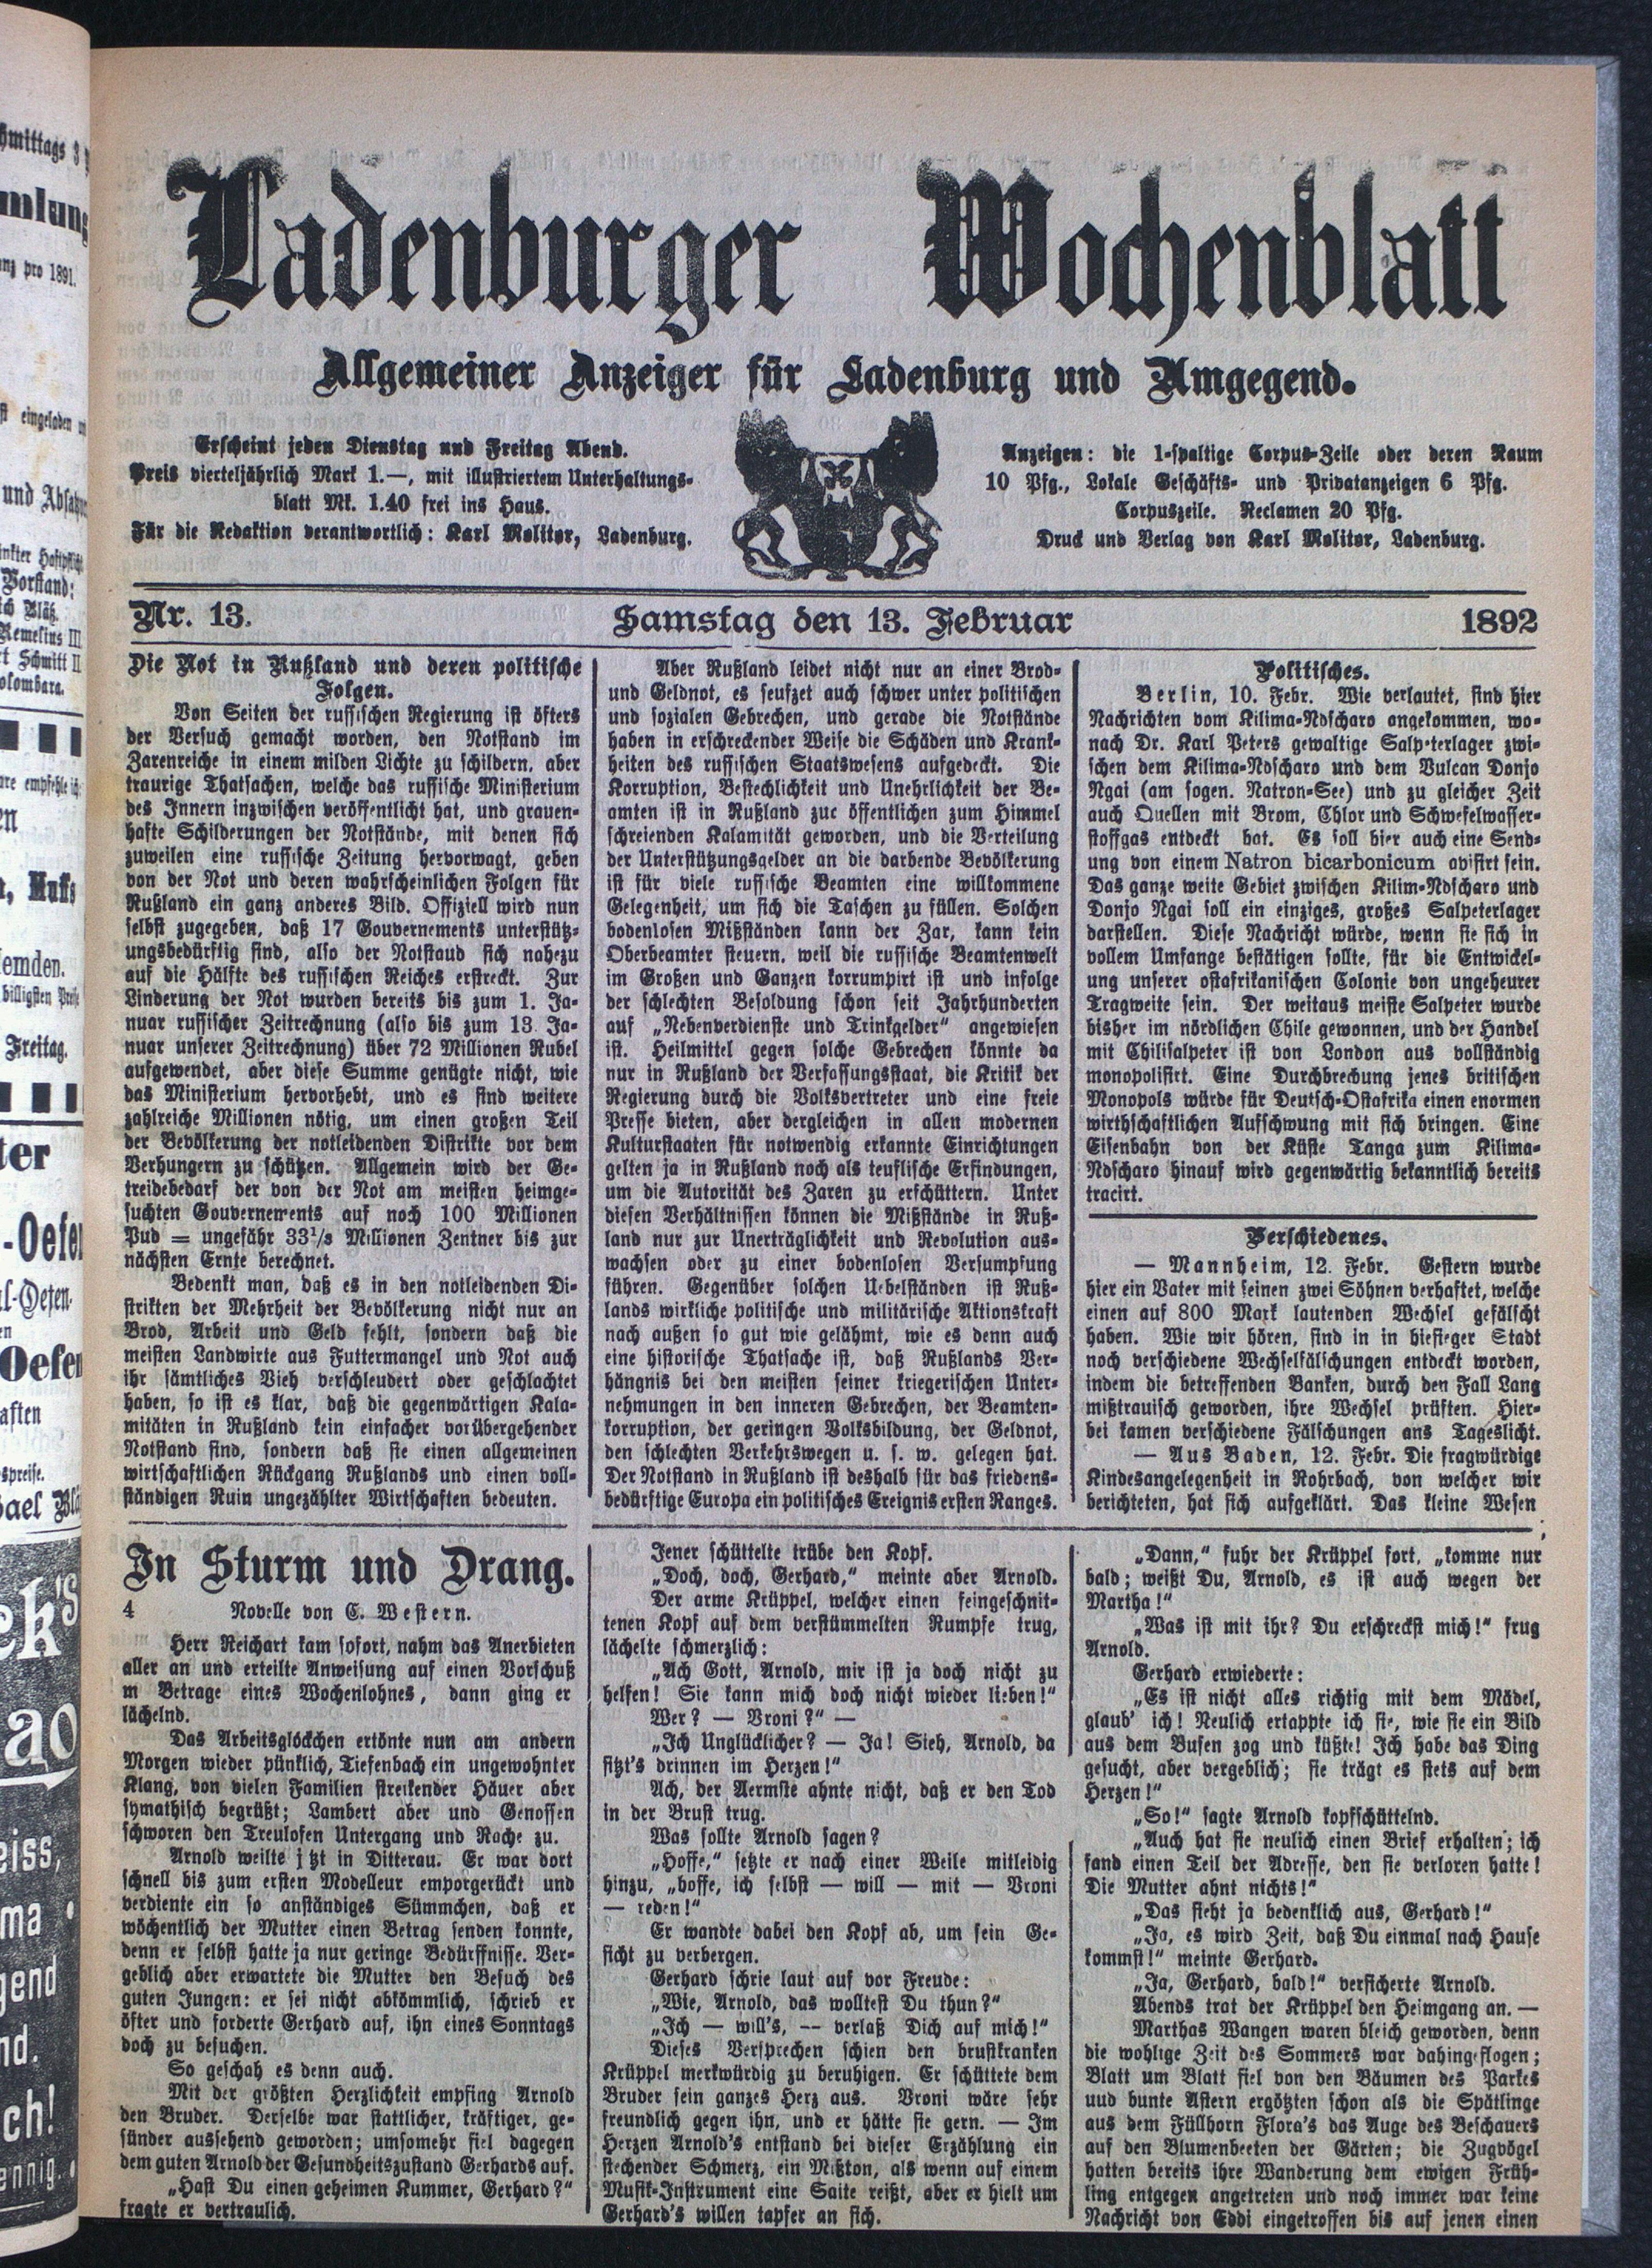 Ladenburger Wochenblatt
Allgemeiner Anzeiger für Ladenburg und Umgegend.
Erscheint jeden Dienstag und Freitag Abend.
Preis vierteljährlich Mark 1.—, mit illustriertem Unterhaltungs-
blatt Mk. 1.40 frei ins Haus.
Für die Redaktion verantwortlich: Karl Molitor, Ladenburg.
Anzeigen: die 1-spaltige Corpus-Zeile oder deren Raum
10 Pfg., Lokale Geschäfts- und Privatanzeigen 6 Pfg.
Corpuszeile. Reclamen 20 Pfg.
Druck und Verlag von Karl Molitor, Ladenburg.
Nr. 13.
Samstag den 13. Februar
1892
Die Not in Rußland und deren politische
Folgen.
Von Seiten der russischen Regierung ist öfters
der Versuch gemacht worden, den Notstand im
Zarenreiche in einem milden Lichte zu schildern, aber
traurige Thatsachen, welche das russische Ministerium
des Innern inzwischen veröffentlicht hat, und grauen-
hafte Schilderungen der Notstände, mit denen sich
zuweilen eine russische Zeitung hervorwagt, geben
von der Not und deren wahrscheinlichen Folgen für
Rußland ein ganz anderes Bild. Offiziell wird nun
selbst zugegeben, daß 17 Gouvernements unterstütz-
ungsbedürftig sind, also der Notstaud sich nahezu
auf die Hälfte des russischen Reiches erstreckt. Zur
Linderung der Not wurden bereits bis zum 1. Ja-
nuar russischer Zeitrechnung (also bis zum 13. Ja-
nuar unserer Zeitrechnung) über 72 Millionen Rubel
aufgewendet, aber diese Summe genügte nicht, wie
das Ministerium hervorhebt, und es sind weitere
zahlreiche Millionen nötig, um einen großen Teil
der Bevölkerung der notleidenden Distrikte vor dem
Verhungern zu schützen. Allgemein wird der Ge-
treidebedarf der von der Not am meisten heimge-
suchten Gouvernements auf noch 100 Millionen
Pud = ungefähr 33⅓ Millionen Zentner bis zur
nächsten Ernte berechnet.
Bedenkt man, daß es in den notleidenden Di-
strikten der Mehrheit der Bevölkerung nicht nur an
Brod, Arbeit und Geld fehlt, sondern daß die
meisten Landwirte aus Futtermangel und Not auch
ihr sämtliches Vieh verschleudert oder geschlachtet
haben, so ist es klar, daß die gegenwärtigen Kala-
mitäten in Rußland kein einfacher vorübergehender
Notstand sind, sondern daß sie einen allgemeinen
wirtschaftlichen Rückgang Rußlands und einen voll-
ständigen Ruin ungezählter Wirtschaften bedeuten.
Aber Rußland leidet nicht nur an einer Brod-
und Geldnot, es seufzet auch schwer unter politischen
und sozialen Gebrechen, und gerade die Notstände
haben in erschreckender Weise die Schäden und Krank-
heiten des russischen Staatswesens aufgedeckt. Die
Korruption, Bestechlichkeit und Unehrlichkeit der Be-
amten ist in Rußland zur öffentlichen zum Himmel
schreienden Kalamität geworden, und die Verteilung
der Unterstützungsgelder an die darbende Bevölkerung
ist für viele russische Beamten eine willkommene
Gelegenheit, um sich die Taschen zu füllen. Solchen
bodenlosen Mißständen kann der Zar, kann kein
Oberbeamter steuern, weil die russische Beamtenwelt
im Großen und Ganzen korrumpirt ist und infolge
der schlechten Besoldung schon seit Jahrhunderten
auf „Nebenverdienste und Trinkgelder“ angewiesen
ist. Heilmittel gegen solche Gebrechen könnte da
nur in Rußland der Verfassungsstaat, die Kritik der
Regierung durch die Volksvertreter und eine freie
Presse bieten, aber dergleichen in allen modernen
Kulturstaaten für notwendig erkannte Einrichtungen
gelten ja in Rußland noch als teuflische Erfindungen,
um die Autorität des Zaren zu erschüttern. Unter
diesen Verhältnissen können die Mißstände in Ruß-
land nur zur Unerträglichkeit und Revolution aus-
wachsen oder zu einer bodenlosen Versumpfung
führen. Gegenüber solchen Uebelständen ist Ruß-
lands wirkliche politische und militärische Aktionskraft
nach außen so gut wie gelähmt, wie es denn auch
eine historische Thatsache ist, daß Rußlands Ver-
hängnis bei den meisten seiner kriegerischen Unter-
nehmungen in den inneren Gebrechen, der Beamten-
korruption, der geringen Volksbildung, der Geldnot,
den schlechten Verkehrswegen u. s. w. gelegen hat.
Der Notstand in Rußland ist deshalb für das friedens-
bedürftige Europa ein politisches Ereignis ersten Ranges.
Politisches.
Berlin, 10. Febr. Wie verlautet, sind hier
Nachrichten vom Kilima-Ndscharo angekommen, wo-
nach Dr. Karl Peters gewaltige Salpeterlager zwi-
schen dem Kilima-Ndscharo und dem Vulcan Donjo
Ngai (am sogen. Natron-See) und zu gleicher Zeit
auch Quellen mit Brom, Chlor und Schwefelwasser-
stoffgas entdeckt hat. Es soll hier auch eine Send-
ung von einem Natron bicarbonicum avisirt sein.
Das ganze weite Gebiet zwischen Kilim-Ndscharo und
Donjo Ngai soll ein einziges, großes Salpeterlager
darstellen. Diese Nachricht würde, wenn sie sich in
vollem Umfange bestätigen sollte, für die Entwickel-
ung unserer ostafrikanischen Colonie von ungeheurer
Tragweite sein. Der weitaus meiste Salpeter wurde
bisher im nördlichen Chile gewonnen, und der Handel
mit Chilisalpeter ist von London aus vollständig
monopolisirt. Eine Durchbrechung jenes britischen
Monopols würde für Deutsch-Ostafrika einen enormen
wirthschaftlichen Aufschwung mit sich bringen. Eine
Eisenbahn von der Küste Tanga zum Kilima-
Ndscharo hinauf wird gegenwärtig bekanntlich bereits
tracirt.
Verschiedenes.
— Mannheim, 12. Febr. Gestern wurde
hier ein Vater mit seinen zwei Söhnen verhaftet, welche
einen auf 800 Mark lautenden Wechsel gefälscht
haben. Wie wir hören, sind in in hiesieger Stadt
noch verschiedene Wechselfälschungen entdeckt worden,
indem die betreffenden Banken, durch den Fall Lang
mißtrauisch geworden, ihre Wechsel prüften. Hier-
bei kamen verschiedene Fälschungen ans Tageslicht.
— Aus Baden, 12. Febr. Die fragwürdige
Kindesangelegenheit in Rohrbach, von welcher wir
berichteten, hat sich aufgeklärt. Das kleine Wesen
In Sturm und Drang.
4 Novelle von C. Western.
Herr Reichart kam sofort, nahm das Anerbieten
aller an und erteilte Anweisung auf einen Vorschuß
m Betrage eines Wochenlohnes, dann ging er
lächelnd.
Das Arbeitsglöckchen ertönte nun am andern
Morgen wieder pünklich, Tiefenbach ein ungewohnter
Klang, von vielen Familien streikender Häuer aber
symathisch begrüßt; Lambert aber und Genossen
schworen den Treulosen Untergang und Rache zu.
Arnold weilte j tzt in Ditterau. Er war dort
schnell bis zum ersten Modelleur emporgerückt und
verdiente ein so anständiges Sümmchen, daß er
wöchentlich der Mutter einen Betrag senden konnte,
denn er selbst hatte ja nur geringe Bedürffnisse. Ver-
geblich aber erwartete die Mutter den Besuch des
guten Jungen: er sei nicht abkömmlich, schrieb er
öfter und forderte Gerhard auf, ihn eines Sonntags
doch zu besuchen.
So geschah es denn auch.
Mit der größten Herzlichkeit empfing Arnold
den Bruder. Derselbe war stattlicher, kräftiger, ge-
sünder aussehend geworden; umsomehr fiel dagegen
dem guten Arnold der Gesundheitszustand Gerhards auf.
„Hast Du einen geheimen Kummer, Gerhard?“
fragte er vertraulich.
Jener schüttelte trübe den Kopf.
„Doch, doch, Gerhard,“ meinte aber Arnold.
Der arme Krüppel, welcher einen feingeschnit-
tenen Kopf auf dem verstümmelten Rumpfe trug,
lächelte schmerzlich:
„Ach Gott, Arnold, mir ist ja doch nicht zu
helfen! Sie kann mich doch nicht wieder lieben!“
Wer? — Vroni?“ —
„Ich Unglücklicher? — Ja! Sieh, Arnold, da
sitzt's drinnen im Herzen!“
Ach, der Aermste ahnte nicht, daß er den Tod
in der Brust trug.
Was sollte Arnold sagen?
„Hoffe,“ setzte er nach einer Weile mitleidig
hinzu, „hoffe, ich selbst — will — mit — Vroni
— reden!“
Er wandte dabei den Kopf ab, um sein Ge-
sicht zu verbergen.
Gerhard schrie laut auf vor Freude:
„Wie, Arnold, das wolltest Du thun?“
„Ich — will's, -- verlaß Dich auf mich!“
Dieses Versprechen schien den brustkranken
Krüppel merkwürdig zu beruhigen. Er schüttete dem
Bruder sein ganzes Herz aus. Vroni wäre sehr
freundlich gegen ihn, und er hätte sie gern. — Im
Herzen Arnold's entstand bei dieser Erzählung ein
stechender Schmerz, ein Mißton, als wenn auf einem
Musik-Instrument eine Saite reißt, aber er hielt um
Gerhard's willen tapfer an sich.
„Dann,“ fuhr der Krüppel fort, „komme nur
bald; weißt Du, Arnold, es ist auch wegen der
Martha!“
„Was ist mit ihr? Du erschreckst mich!“ frug
Arnold.
Gerhard erwiederte:
„Es ist nicht alles richtig mit dem Mädel,
glaub' ich! Neulich ertappte ich sie, wie sie ein Bild
aus dem Busen zog und küßte! Ich habe das Ding
gesucht, aber vergeblich; sie trägt es stets auf dem
Herzen!“
„So!“ sagte Arnold kopfschüttelnd.
„Auch hat sie neulich einen Brief erhalten; ich
fand einen Teil der Adresse, den sie verloren hatte!
Die Mutter ahnt nichts!“
„Das sieht ja bedenklich aus, Gerhard!“
„Ja, es wird Zeit, daß Du einmal nach Hause
kommst!“ meinte Gerhard.
„Ja, Gerhard, bald!“ versicherte Arnold.
Abends trat der Krüppel den Heimgang an. —
Marthas Wangen waren bleich geworden, denn
die wohlige Zeit des Sommers war dahingeflogen;
Blatt um Blatt fiel von den Bäumen des Parkes
uud bunte Astern ergötzten schon als die Spätlinge
aus dem Füllhorn Flora's das Auge des Beschauers
auf den Blumenbeeten der Gärten; die Zugvögel
hatten bereits ihre Wanderung dem ewigen Früh-
ling entgegen angetreten und noch immer war keine
Nachricht von Eddi eingetroffen bis auf jenen einen